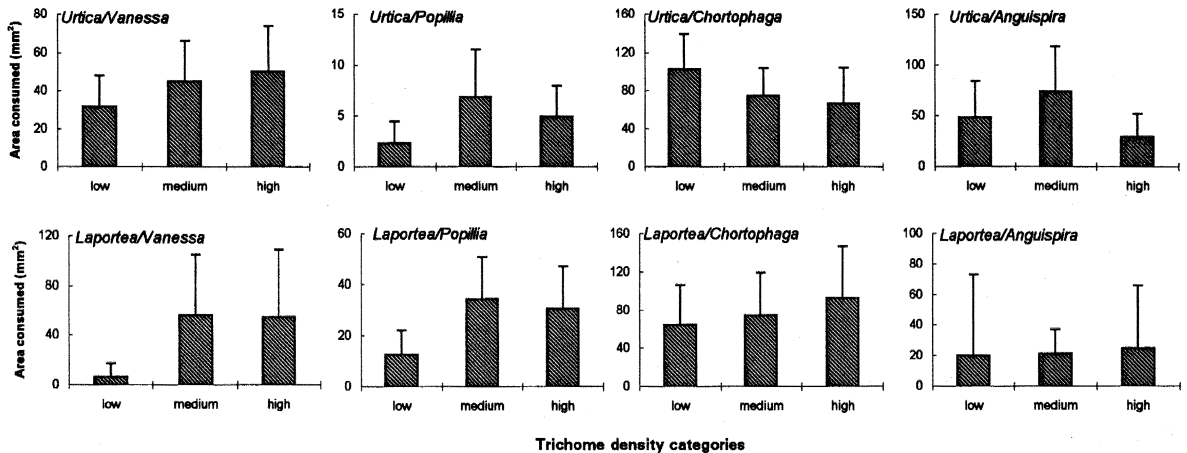 Urtica/Vanessa
Urtica/Popillia
Urtica/Chortophaga
Urtica/Anguispira
Area consumed (mm²)
80
60
40
20
0
low medium high
10
5
0
low medium high
160
120
80
40
0
low medium high
150
100
50
0
low medium high
Laportea/Vanessa
Laportea/Popillia
Laportea/Chortophaga
Laportea/Anguispira
Area consumed (mm²)
120
80
40
0
low medium high
60
40
20
0
low medium high
160
120
80
40
0
low medium high
100
80
60
40
20
0
low medium high
Trichome density categories